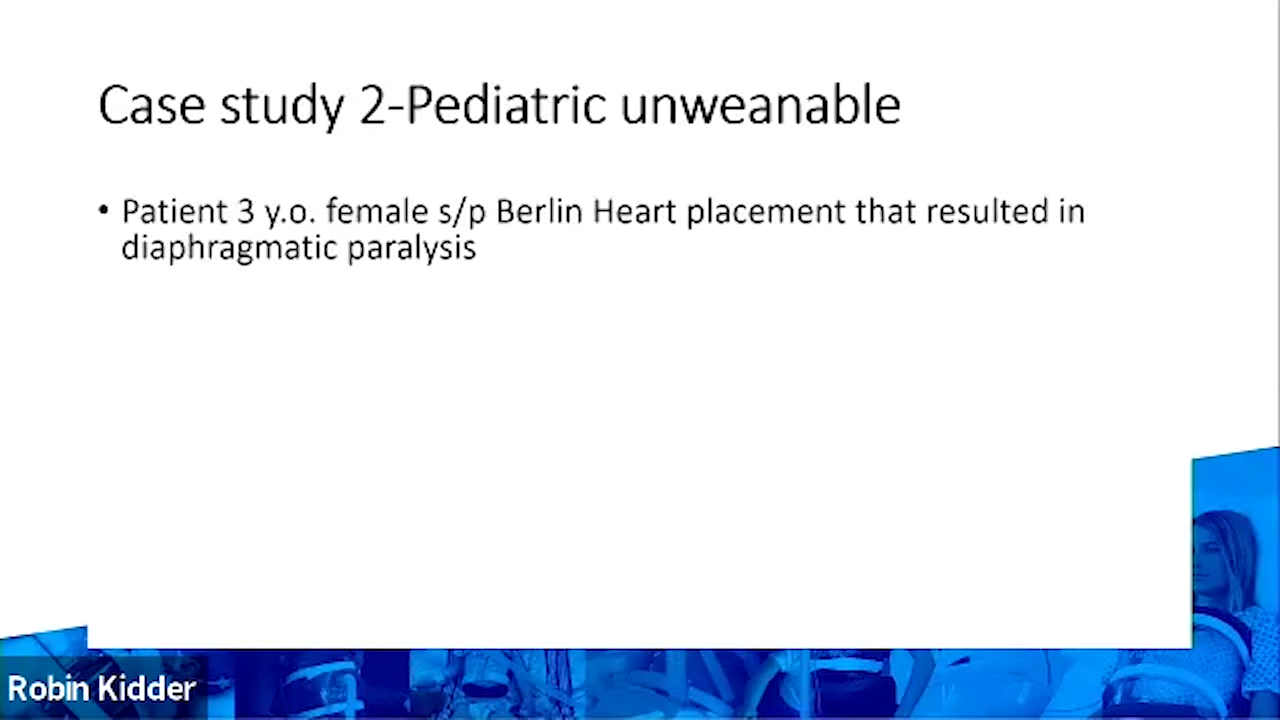 Case study 2-Pediatric unweanable
• Patient 3 y.o. female s/p Berlin Heart placement that resulted in
diaphragmatic paralysis
Robin Kidder